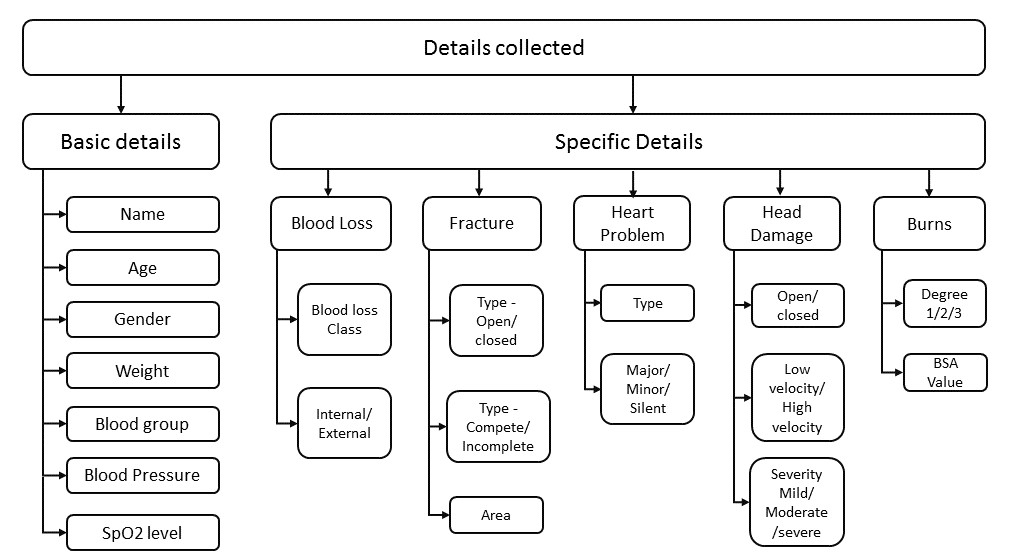 Details collected
Basic details
Name
Age
Gender
Weight
Blood group
Blood Pressure
SpO2 level
Specific Details
Blood Loss
Blood loss
Class
Internal/
External
Fracture
Type -
Open/
closed
Type -
Compete/
Incomplete
Area
Heart
Problem
Type
Major/
Minor/
Silent
Head
Damage
Open/
closed
Low
velocity/
High
velocity
Severity
Mild/
Moderate
/severe
Burns
Degree
1/2/3
BSA
Value